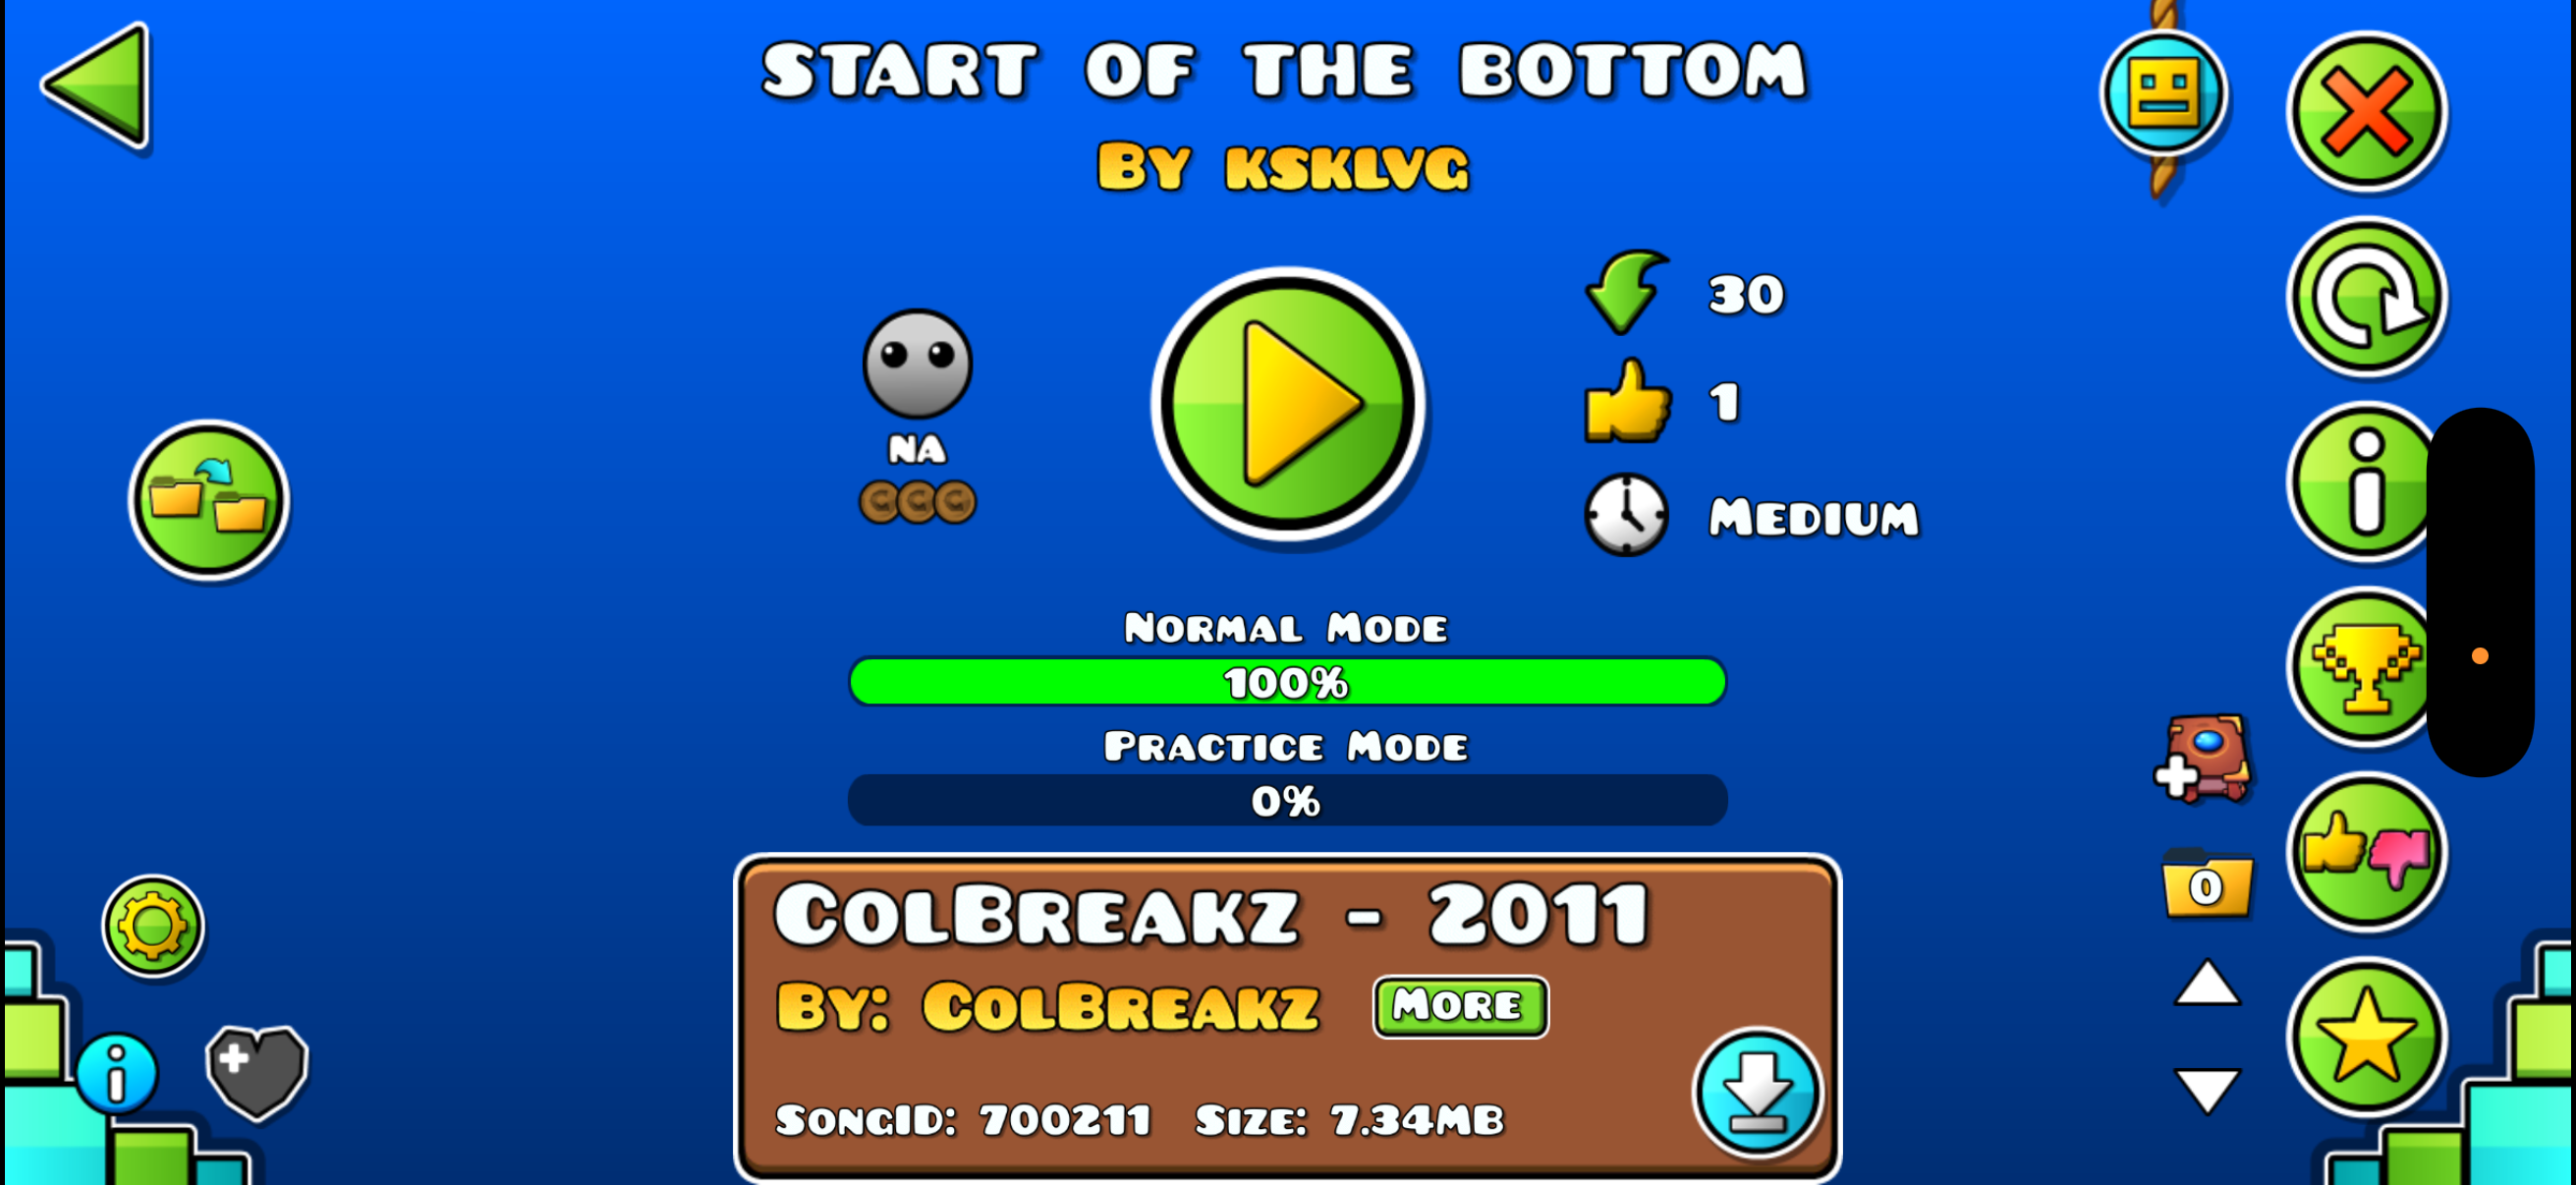 START OF THE BOTTOM
BY KSKLVG
30
NA
1
MEDIUM
NORMAL MODE
100%
PRACTICE MODE
0%
COLBREAKZ - 2011
BY: COLBREAKZ MORE
SONGID: 700211 SIZE: 7.34MB
0